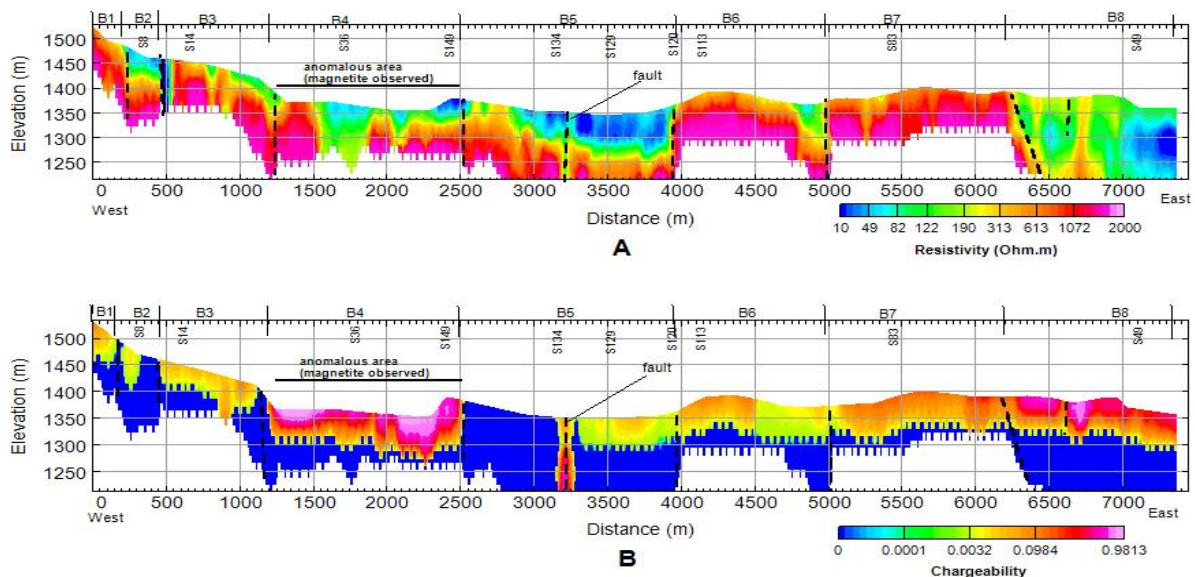 B1 B2 B3 B4 B5 B6 B7 B8
S8 S14 S36 S149 S134 S129 S120 S113 S83 S49
1500
1450
1400
1350
1300
1250
Elevation (m)
anomalous area
(magnetite observed)
fault
0 500 1000 1500 2000 2500 3000 3500 4000 4500 5000 5500 6000 6500 7000
West
East
Distance (m)
10 49 82 122 190 313 613 1072 2000
Resistivity (Ohm.m)
A
B1 B2 B3 B4 B5 B6 B7 B8
S8 S14 S36 S149 S134 S129 S120 S113 S83 S49
1500
1450
1400
1350
1300
1250
Elevation (m)
anomalous area
(magnetite observed)
fault
0 500 1000 1500 2000 2500 3000 3500 4000 4500 5000 5500 6000 6500 7000
West
East
Distance (m)
0 0.0001 0.0032 0.0984 0.9813
Chargeability
B